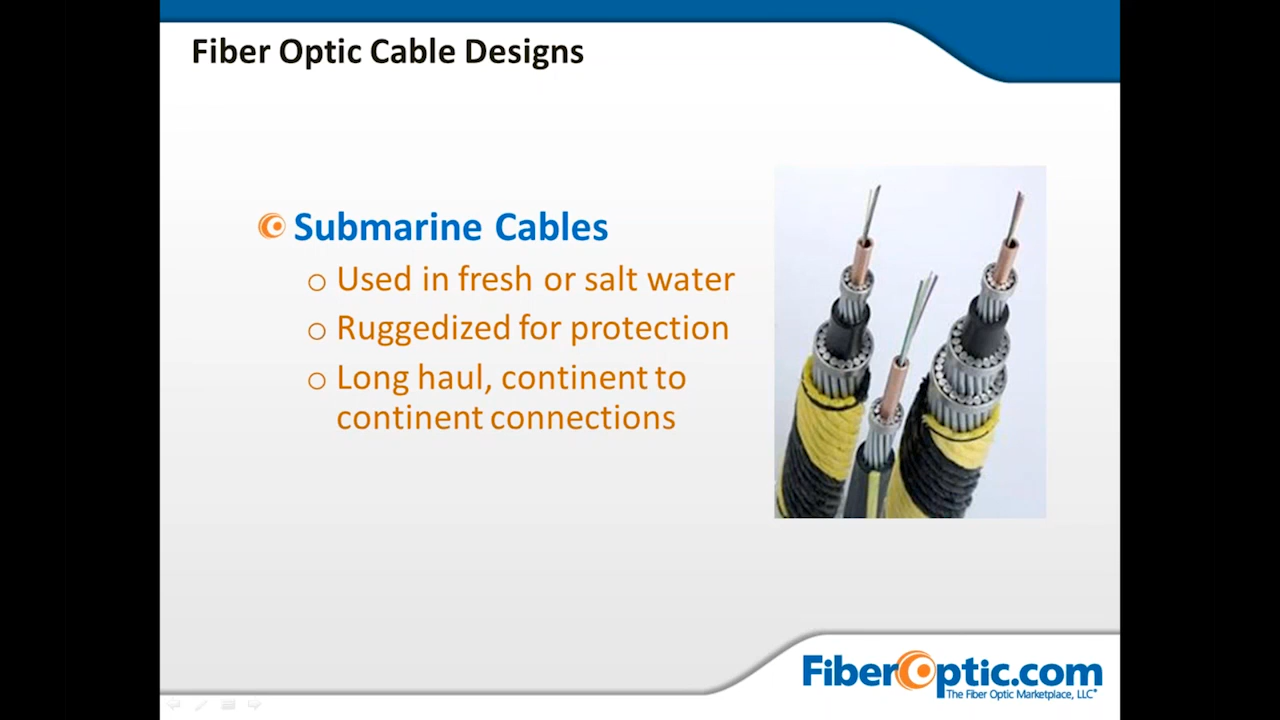 Fiber Optic Cable Designs
Submarine Cables
Used in fresh or salt water
Ruggedized for protection
Long haul, continent to
continent connections
FiberOptic.com
The Fiber Optic Marketplace, LLC